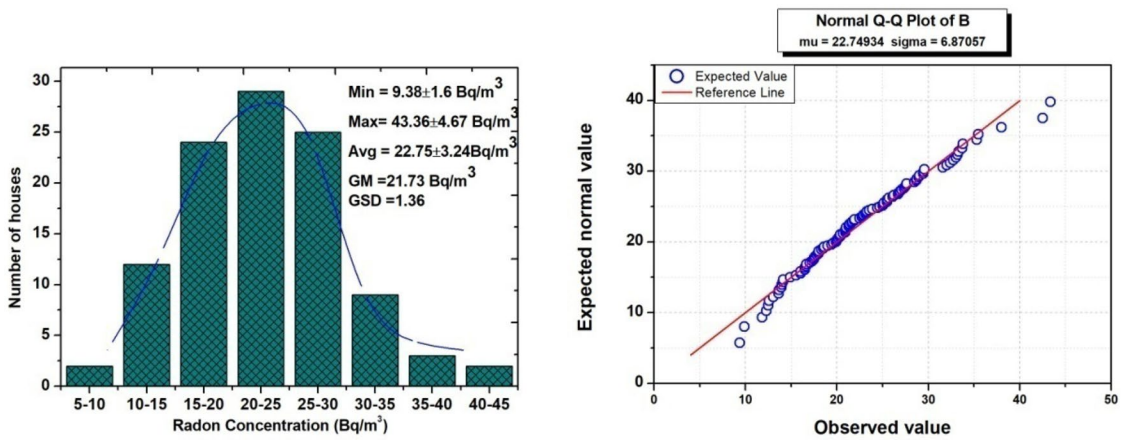 30
25
20
15
10
5
0
Number of houses
Min = 9.38±1.6 Bq/m3
Max= 43.36±4.67 Bq/m3
Avg = 22.75±3.24Bq/m3
GM =21.73 Bq/m3
GSD =1.36
5-10 10-15 15-20 20-25 25-30 30-35 35-40 40-45
Radon Concentration (Bq/m3)
Normal Q-Q Plot of B
mu = 22.74934 sigma = 6.87057
Expected Value
Reference Line
40
30
20
10
0
Expected normal value
0 10 20 30 40 50
Observed value